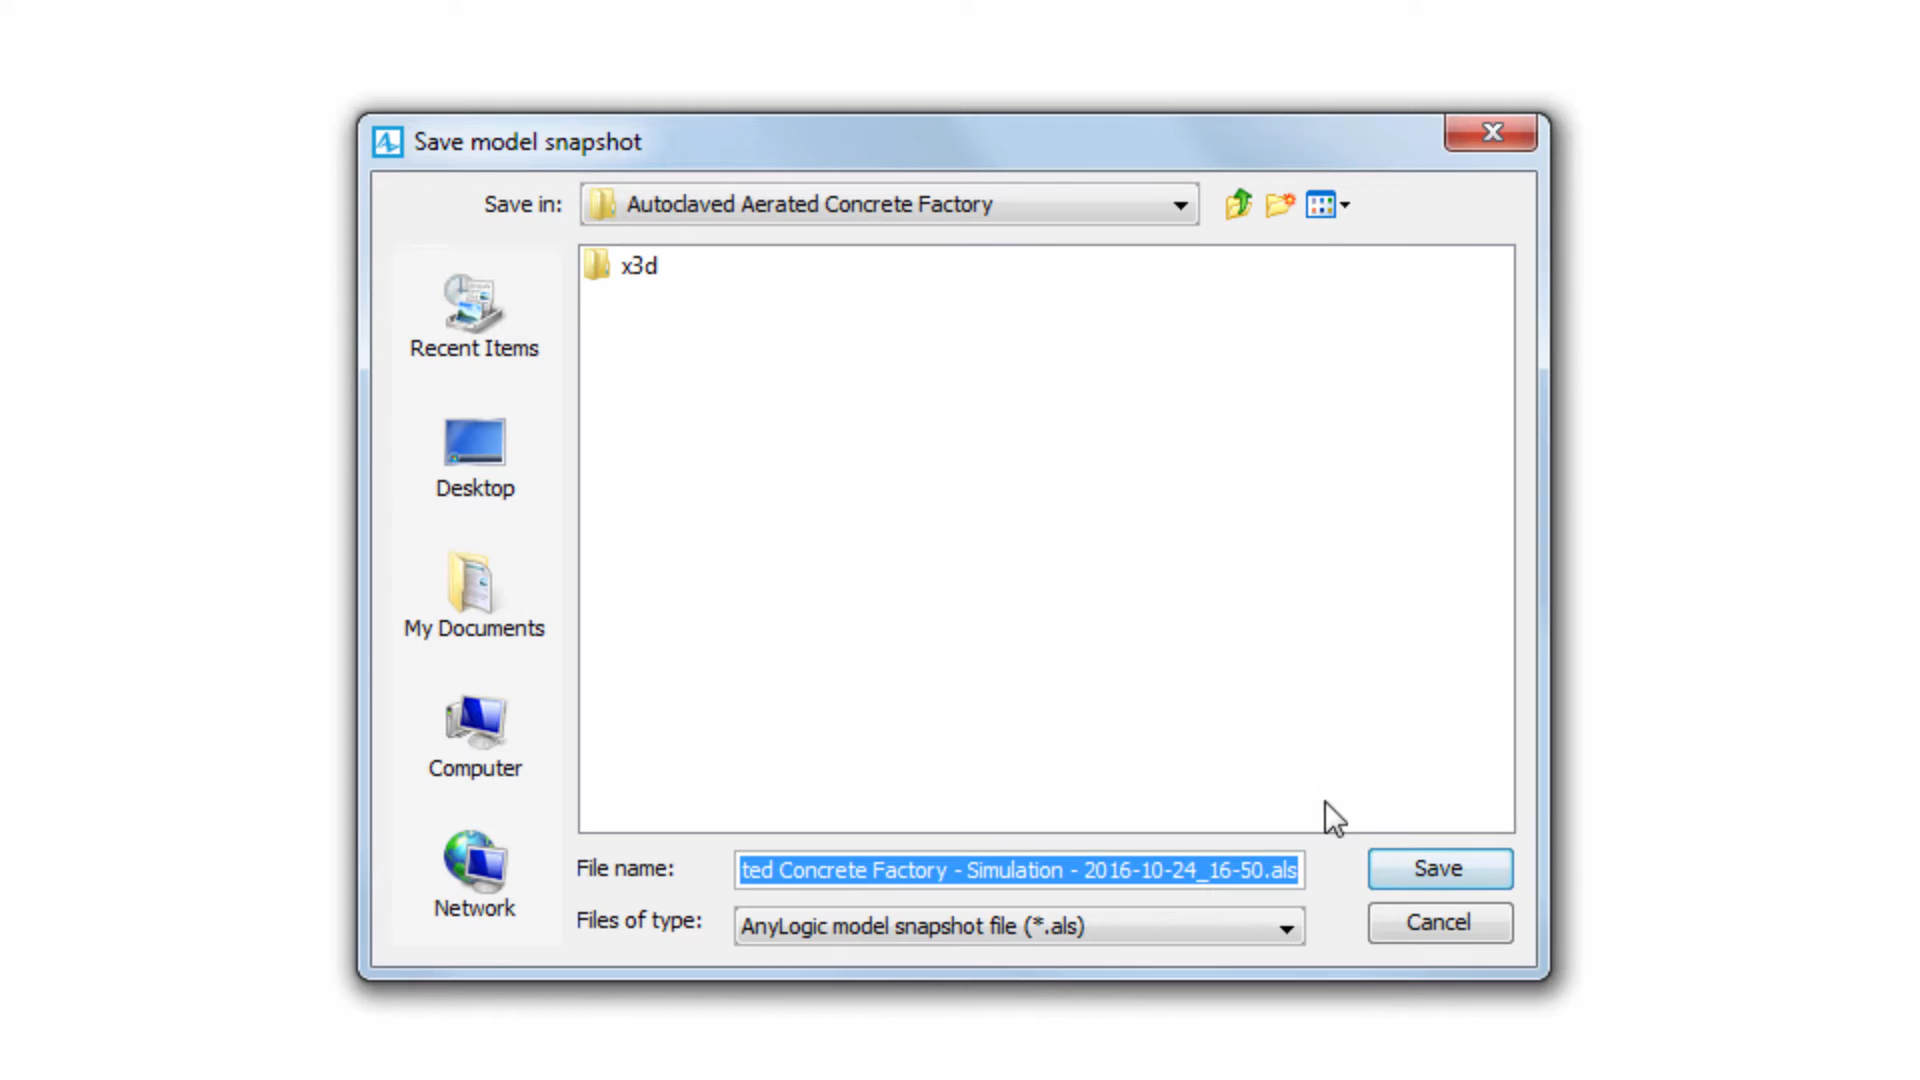 Save model snapshot
Save in: Autoclaved Aerated Concrete Factory
x3d
Recent Items
Desktop
My Documents
Computer
Network
File name: ted Concrete Factory - Simulation - 2016-10-24_16-50.als Save
Files of type: AnyLogic model snapshot file (*.als) Cancel